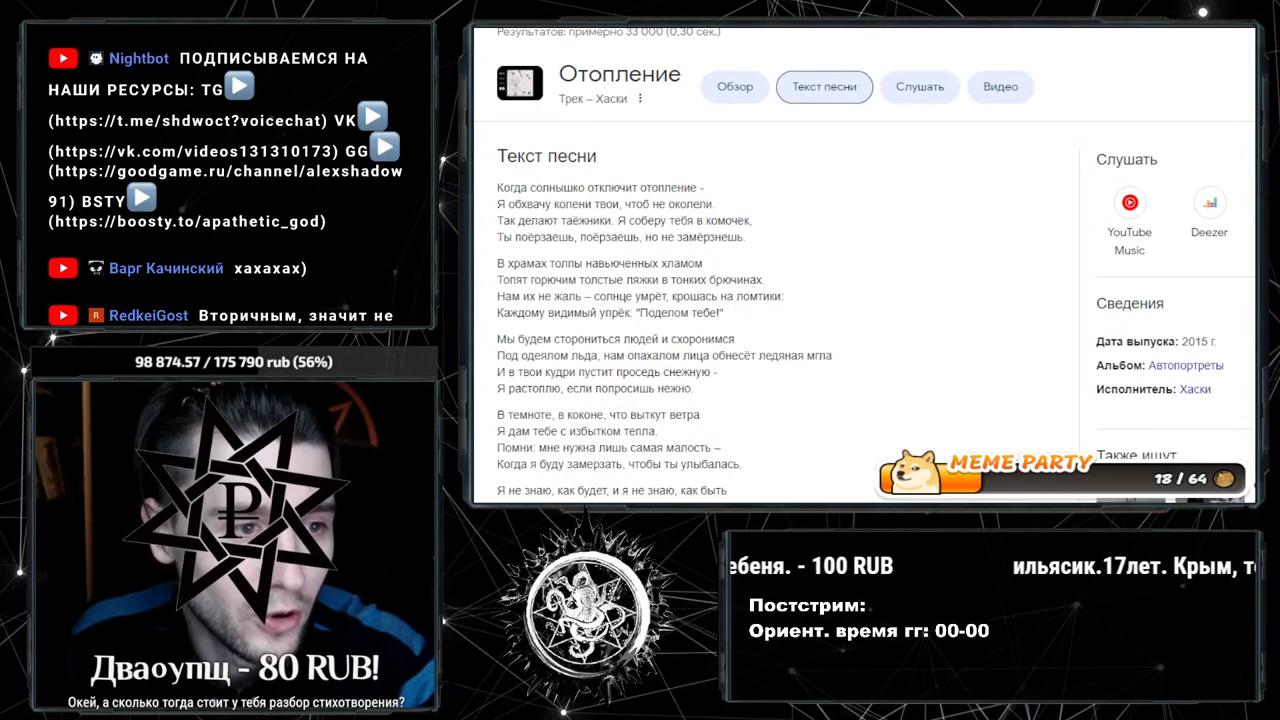 Nightbot ПОДПИСЫВАЕМСЯ НА
НАШИ РЕСУРСЫ: TG
(https://t.me/shdwoct?voicechat) VK
(https://vk.com/videos131310173) GG
(https://goodgame.ru/channel/alexshadow
91) BSTY
(https://boosty.to/apathetic_god)
Варг Качинский хахахах)
RedkeiGost Вторичным, значит не
98 874.57 / 175 790 rub (56%)
₽
Дваоупщ - 80 RUB!
Окей, а сколько тогда стоит у тебя разбор стихотворения?
Результатов: примерно 33 000 (0,30 сек.)
Отопление
Трек – Хаски
Обзор
Текст песни
Слушать
Видео
Текст песни
Когда солнышко отключит отопление -
Я обхвачу колени твои, чтоб не околели.
Так делают таёжники. Я соберу тебя в комочек,
Ты поёрзаешь, поёрзаешь, но не замёрзнешь.
В храмах толпы навьюченных хламом
Топят горючим толстые ляжки в тонких брючинах.
Нам их не жаль – солнце умрёт, крошась на ломтики:
Каждому видимый упрёк: "Поделом тебе!"
Мы будем сторониться людей и схоронимся
Под одеялом льда, нам опахалом лица обнесёт ледяная мгла
И в твои кудри пустит проседь снежную -
Я растоплю, если попросишь нежно.
В темноте, в коконе, что выткут ветра
Я дам тебе с избытком тепла.
Помни: мне нужна лишь самая малость –
Когда я буду замерзать, чтобы ты улыбалась.
Я не знаю, как будет, и я не знаю, как быть
Слушать
YouTube
Music
Deezer
Сведения
Дата выпуска: 2015 г.
Альбом: Автопортреты
Исполнитель: Хаски
Также ищут
MEME PARTY
18 / 64
ебеня. - 100 RUB
ильясик.17лет. Крым,
Постстрим:
Ориент. время гг: 00-00